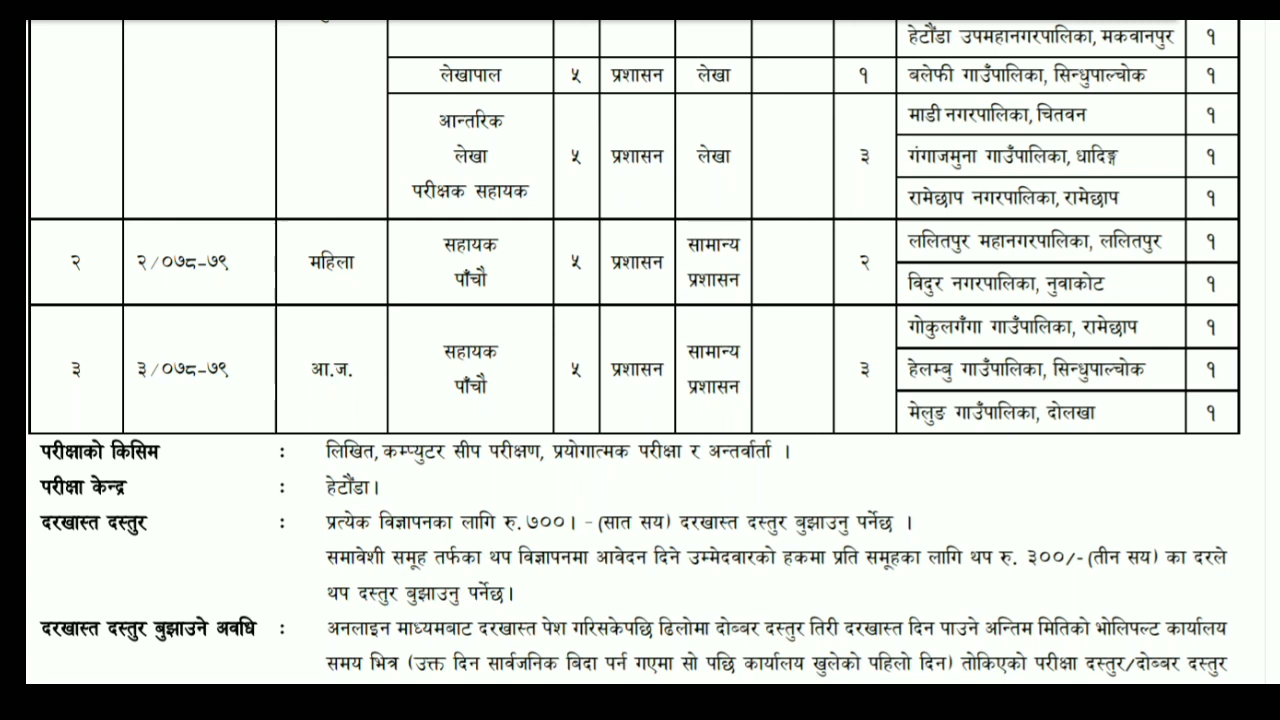 हेटौंडा उपमहानगरपालिका, मकवानपुर १
लेखापाल ५ प्रशासन लेखा १ बलेफी गाउँपालिका, सिन्धुपाल्चोक १
आन्तरिक लेखा परीक्षक सहायक ५ प्रशासन लेखा ३ माडी नगरपालिका, चितवन १
गंगाजमुना गाउँपालिका, धादिङ्ग १
रामेछाप नगरपालिका, रामेछाप १
२ २/०७८-७९ महिला सहायक पाँचौ ५ प्रशासन सामान्य प्रशासन २ ललितपुर महानगरपालिका, ललितपुर १
विदुर नगरपालिका, नुवाकोट १
३ ३/०७८-७९ आ.ज. सहायक पाँचौ ५ प्रशासन सामान्य प्रशासन ३ गोकुलगँगा गाउँपालिका, रामेछाप १
हेलम्बु गाउँपालिका, सिन्धुपाल्चोक १
मेलुङ गाउँपालिका, दोलखा १
परीक्षाको किसिम : लिखित, कम्प्युटर सीप परीक्षण, प्रयोगात्मक परीक्षा र अन्तर्वार्ता ।
परीक्षा केन्द्र : हेटौंडा।
दरखास्त दस्तुर : प्रत्येक विज्ञापनका लागि रु. ७००। - (सात सय) दरखास्त दस्तुर बुझाउनु पर्नेछ ।
समावेशी समूह तर्फका थप विज्ञापनमा आवेदन दिने उम्मेदवारको हकमा प्रति समूहका लागि थप रु. ३००/- (तीन सय) का दरले
थप दस्तुर बुझाउनु पर्नेछ।
दरखास्त दस्तुर बुझाउने अवधि : अनलाइन माध्यमबाट दरखास्त पेश गरिसकेपछि ढिलोमा दोब्बर दस्तुर तिरी दरखास्त दिन पाउने अन्तिम मितिको भोलिपल्ट कार्यालय
समय भित्र (उक्त दिन सार्वजनिक बिदा पर्न गएमा सो पछि कार्यालय खुलेको पहिलो दिन) तोकिएको परीक्षा दस्तुर/दोब्बर दस्तुर